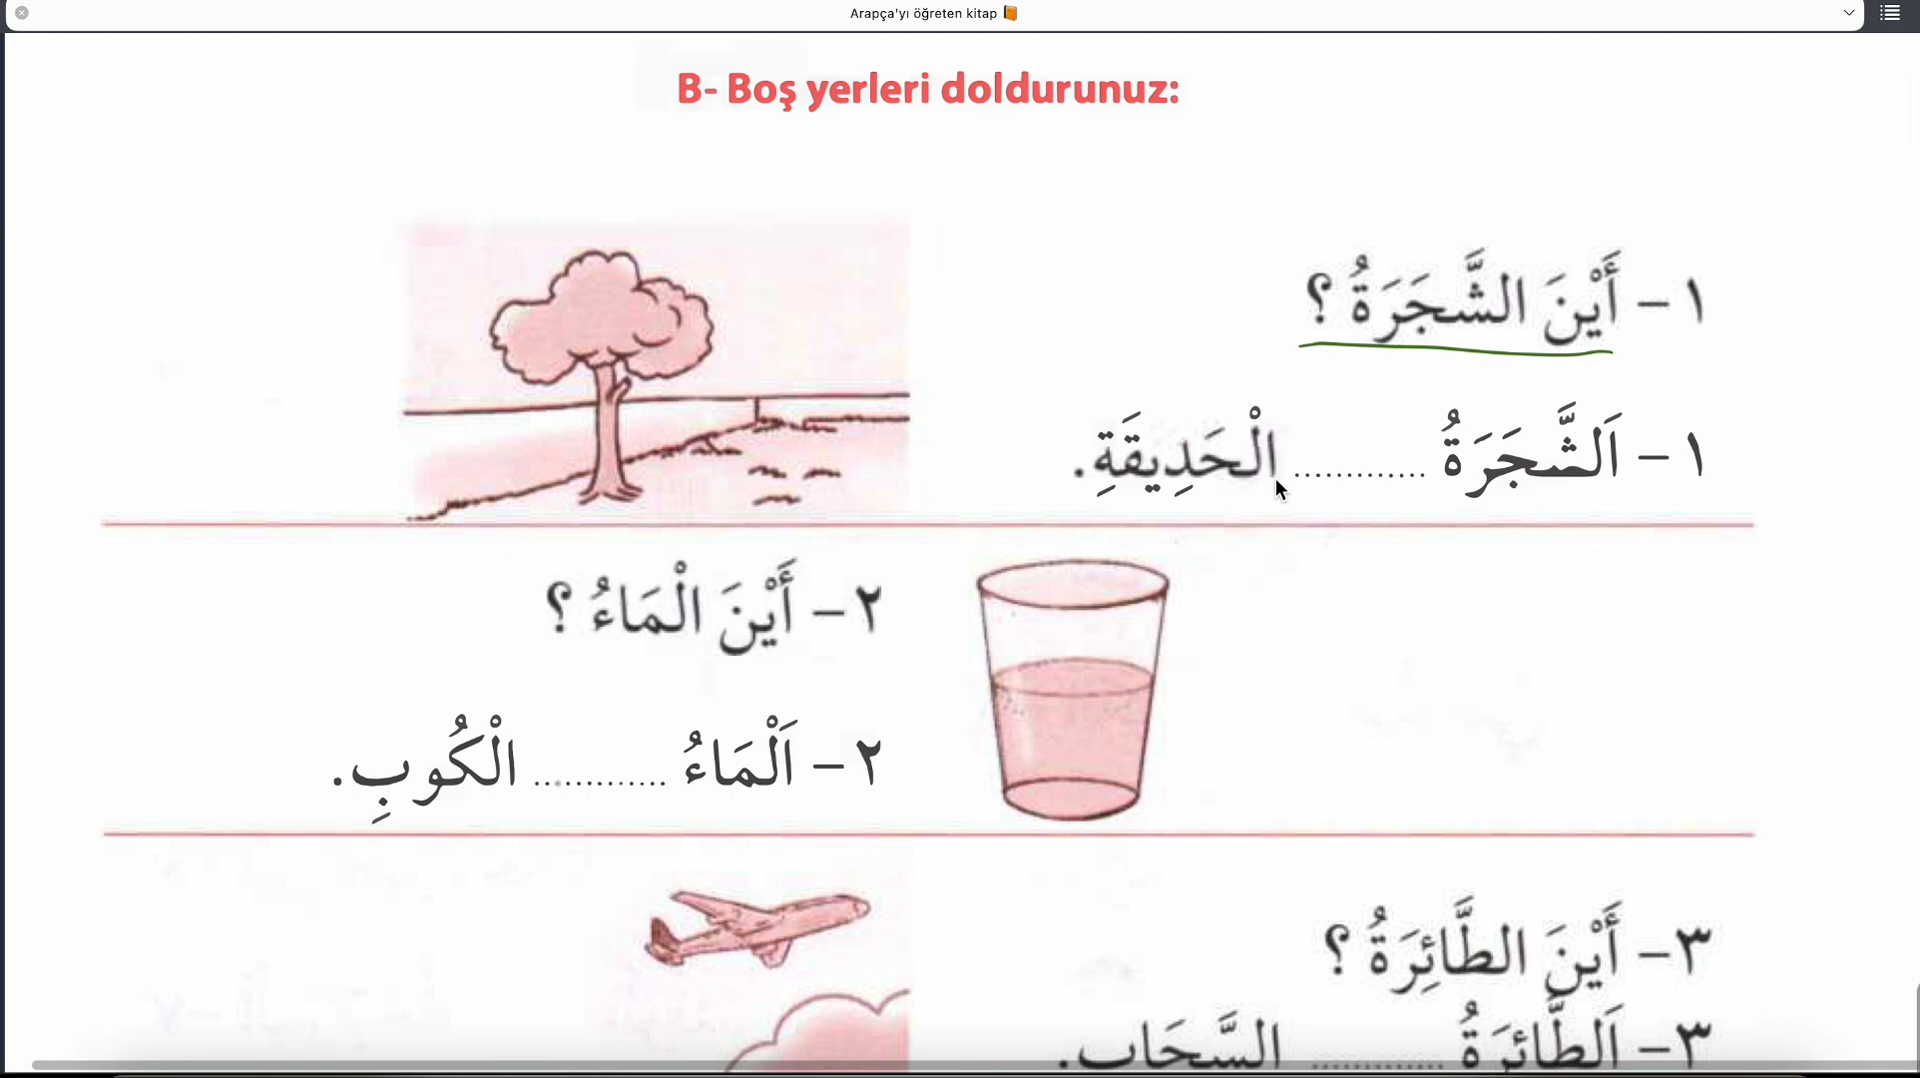 Arapça'yı öğreten kitap
B- Boş yerleri doldurunuz:
١ – أَيْنَ الشَّجَرَةُ ؟
١ – اَلشَّجَرَةُ ............ الْحَدِيقَةِ.
٢ – أَيْنَ الْمَاءُ ؟
٢ – اَلْمَاءُ ............ الْكُوبِ.
٣ – أَيْنَ الطَّائِرَةُ ؟
٣ – اَلطَّائِرَةُ ............ السَّحَابِ.